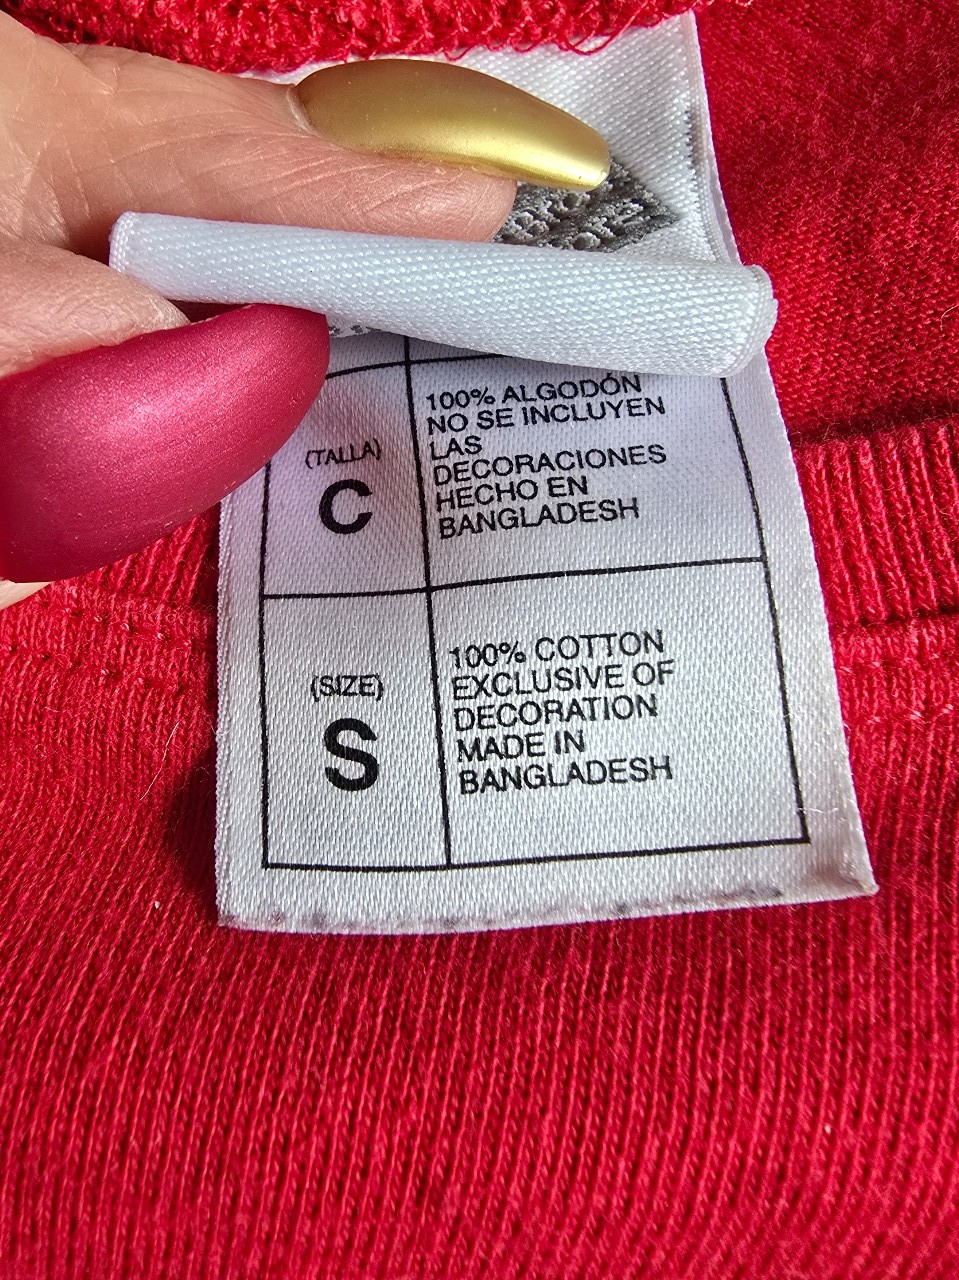 (TALLA)
C
100% ALGODÓN
NO SE INCLUYEN
LAS
DECORACIONES
HECHO EN
BANGLADESH
(SIZE)
S
100% COTTON
EXCLUSIVE OF
DECORATION
MADE IN
BANGLADESH